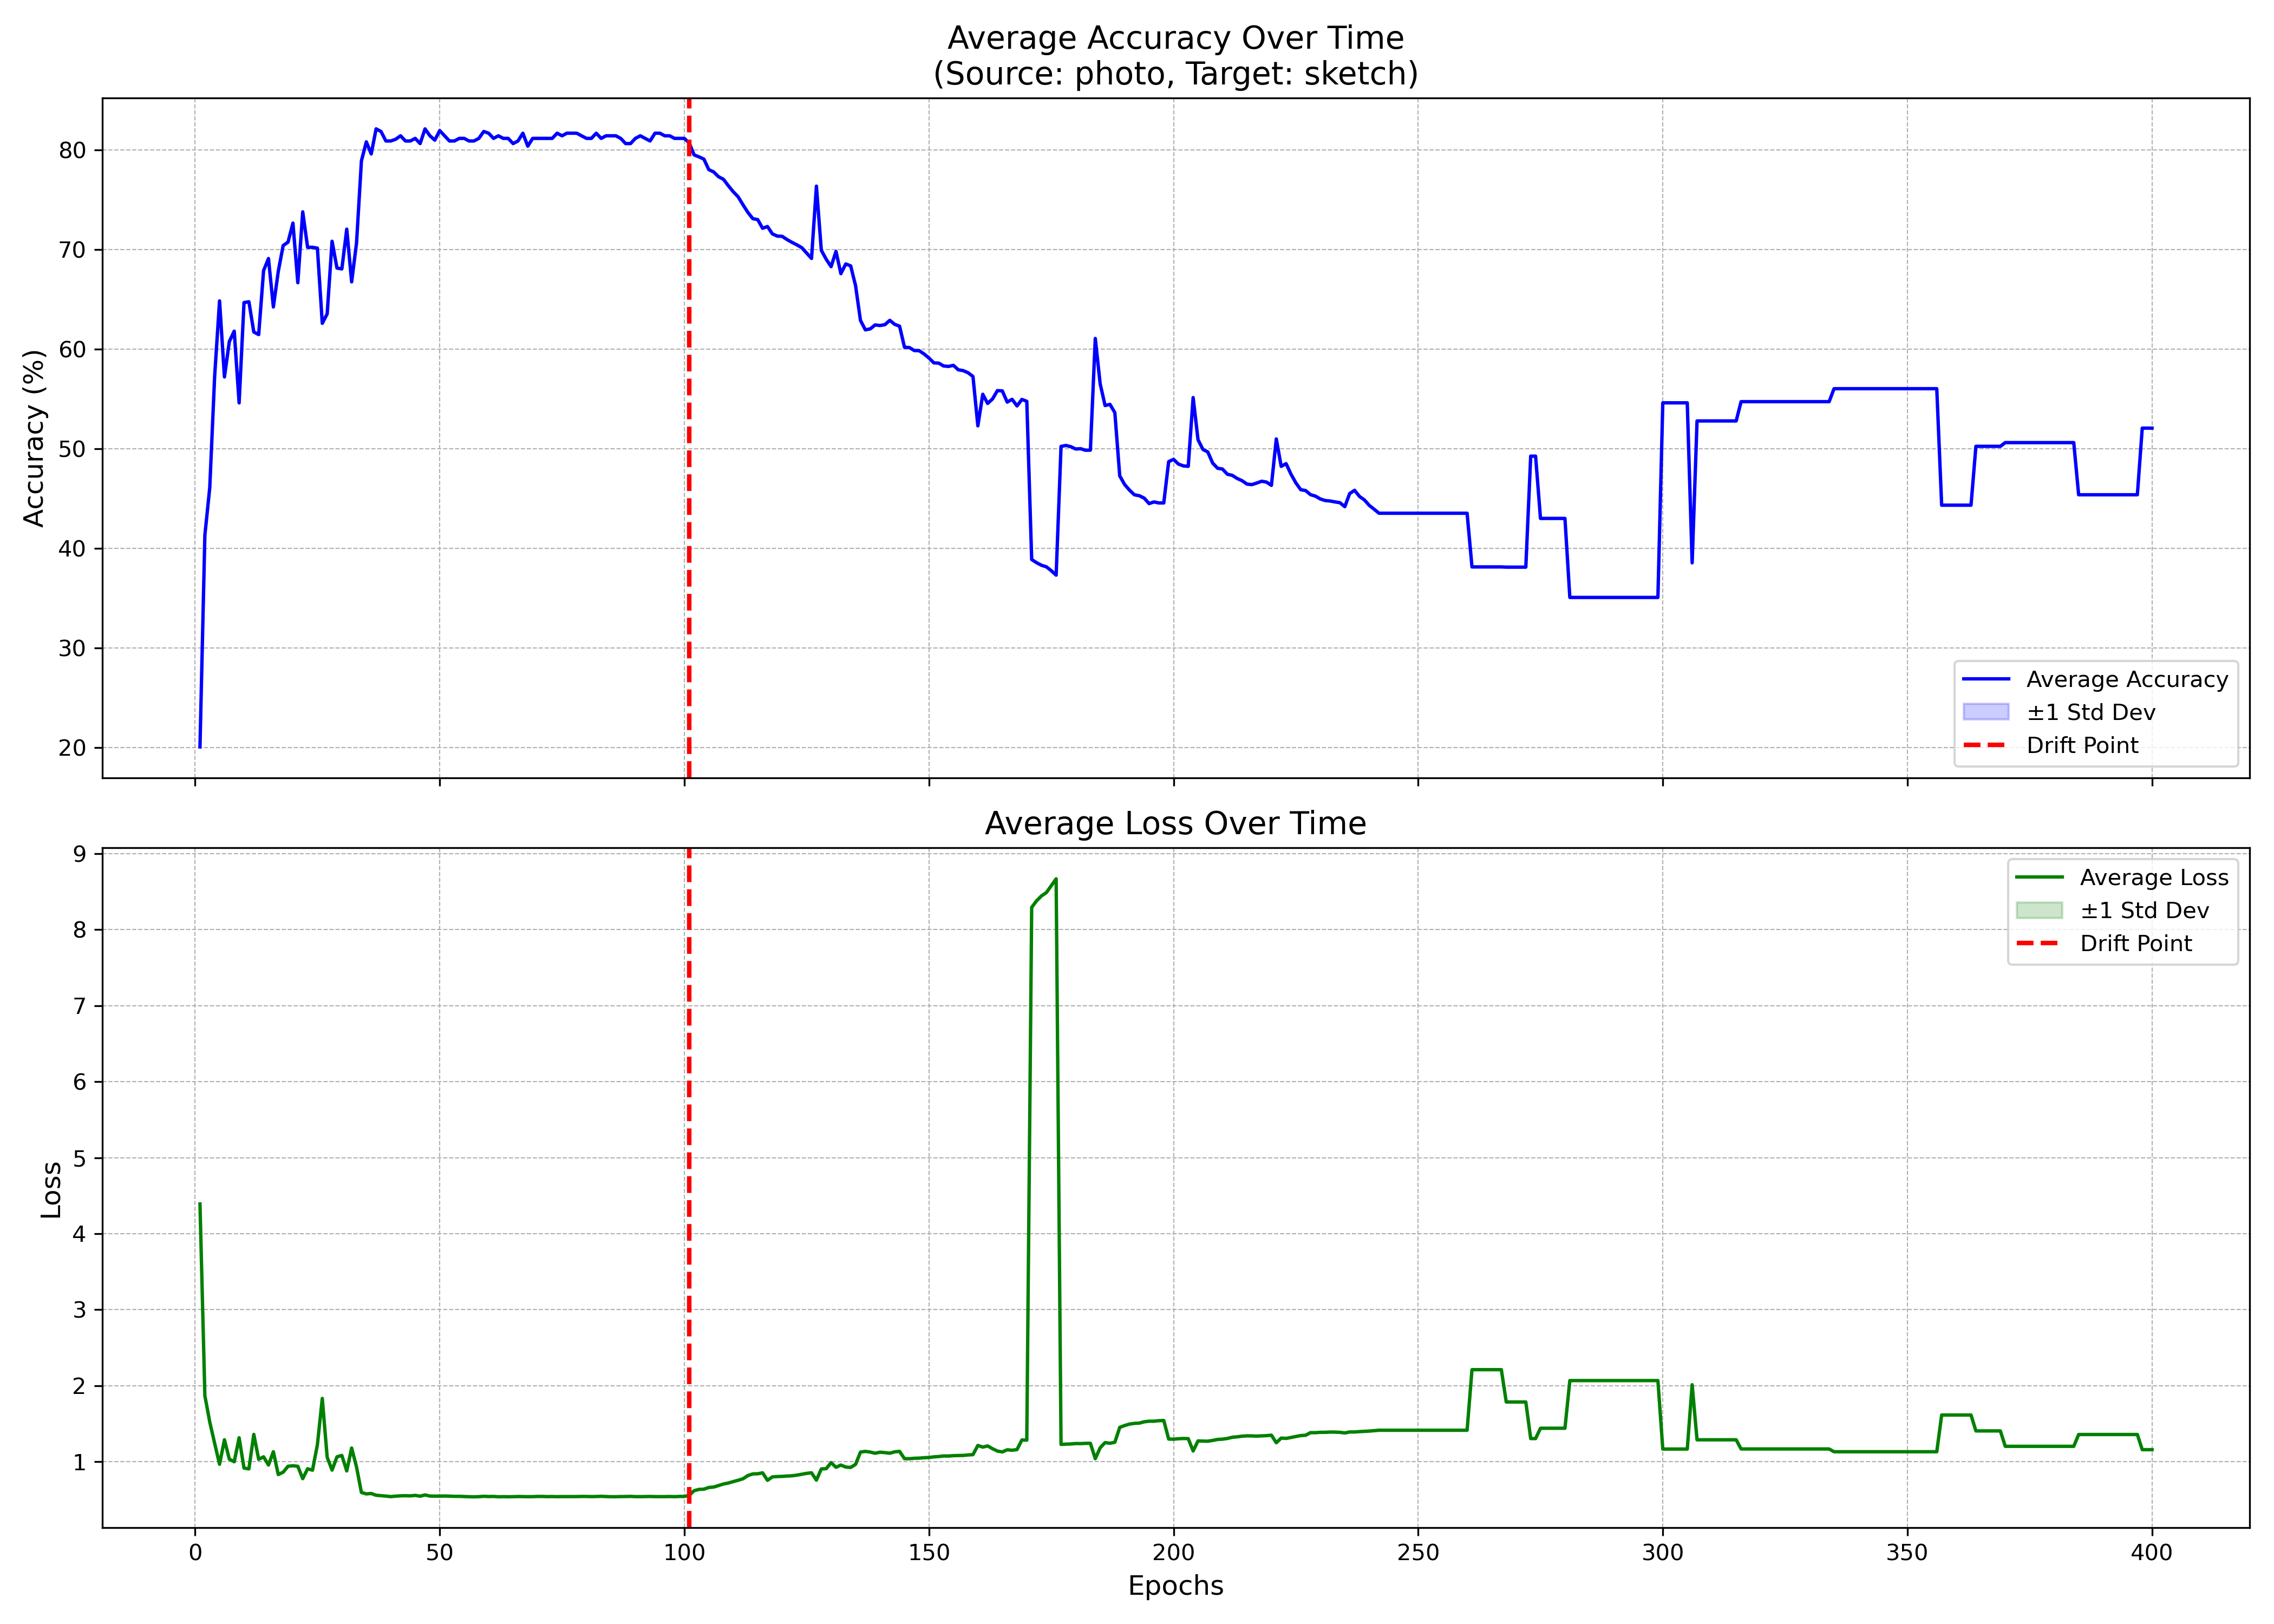 Average Accuracy Over Time
(Source: photo, Target: sketch)
Accuracy (%)
80
70
60
50
40
30
20
Average Accuracy
±1 Std Dev
Drift Point
Average Loss Over Time
Loss
9
8
7
6
5
4
3
2
1
Average Loss
±1 Std Dev
Drift Point
0 50 100 150 200 250 300 350 400
Epochs